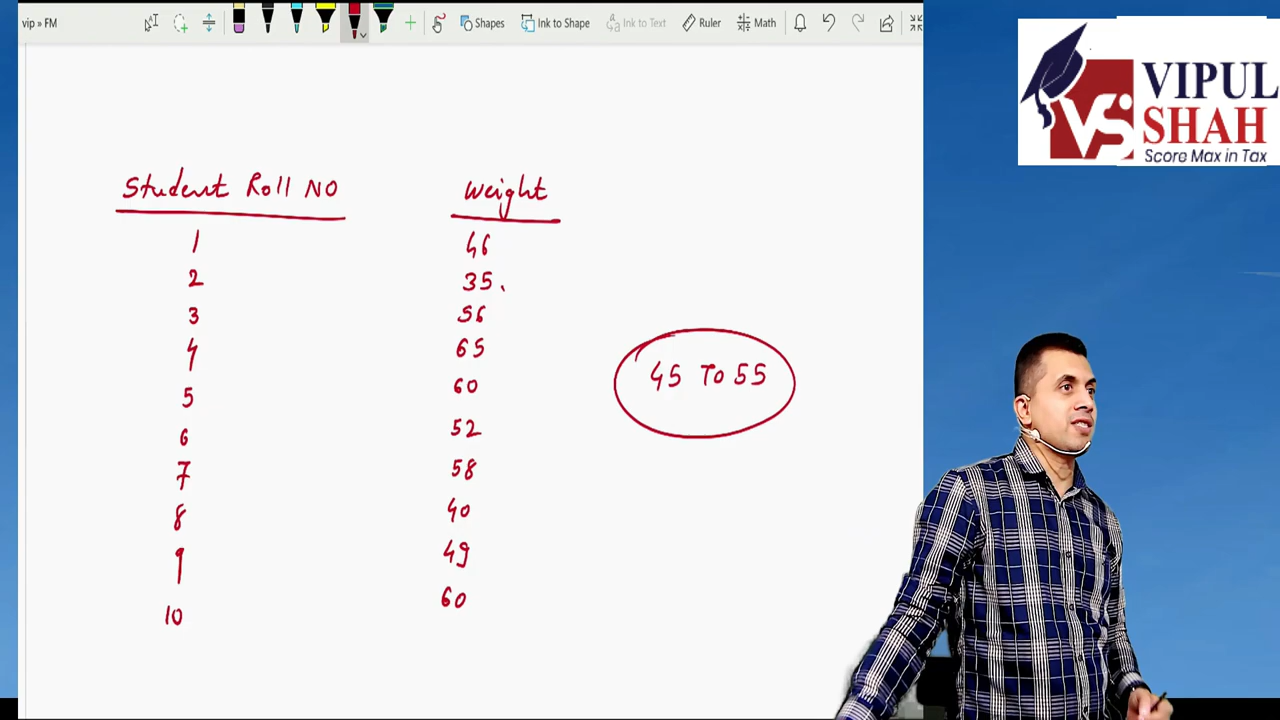 vip » FM Shapes Ink to Shape Ink to Text Ruler Math
VIPUL
SHAH
Score Max in Tax
VS
Student Roll NO Weight
1 46
2 35.
3 56
4 65
5 60
45 To 55
6 52
7 58
8 40
9 49
10 60